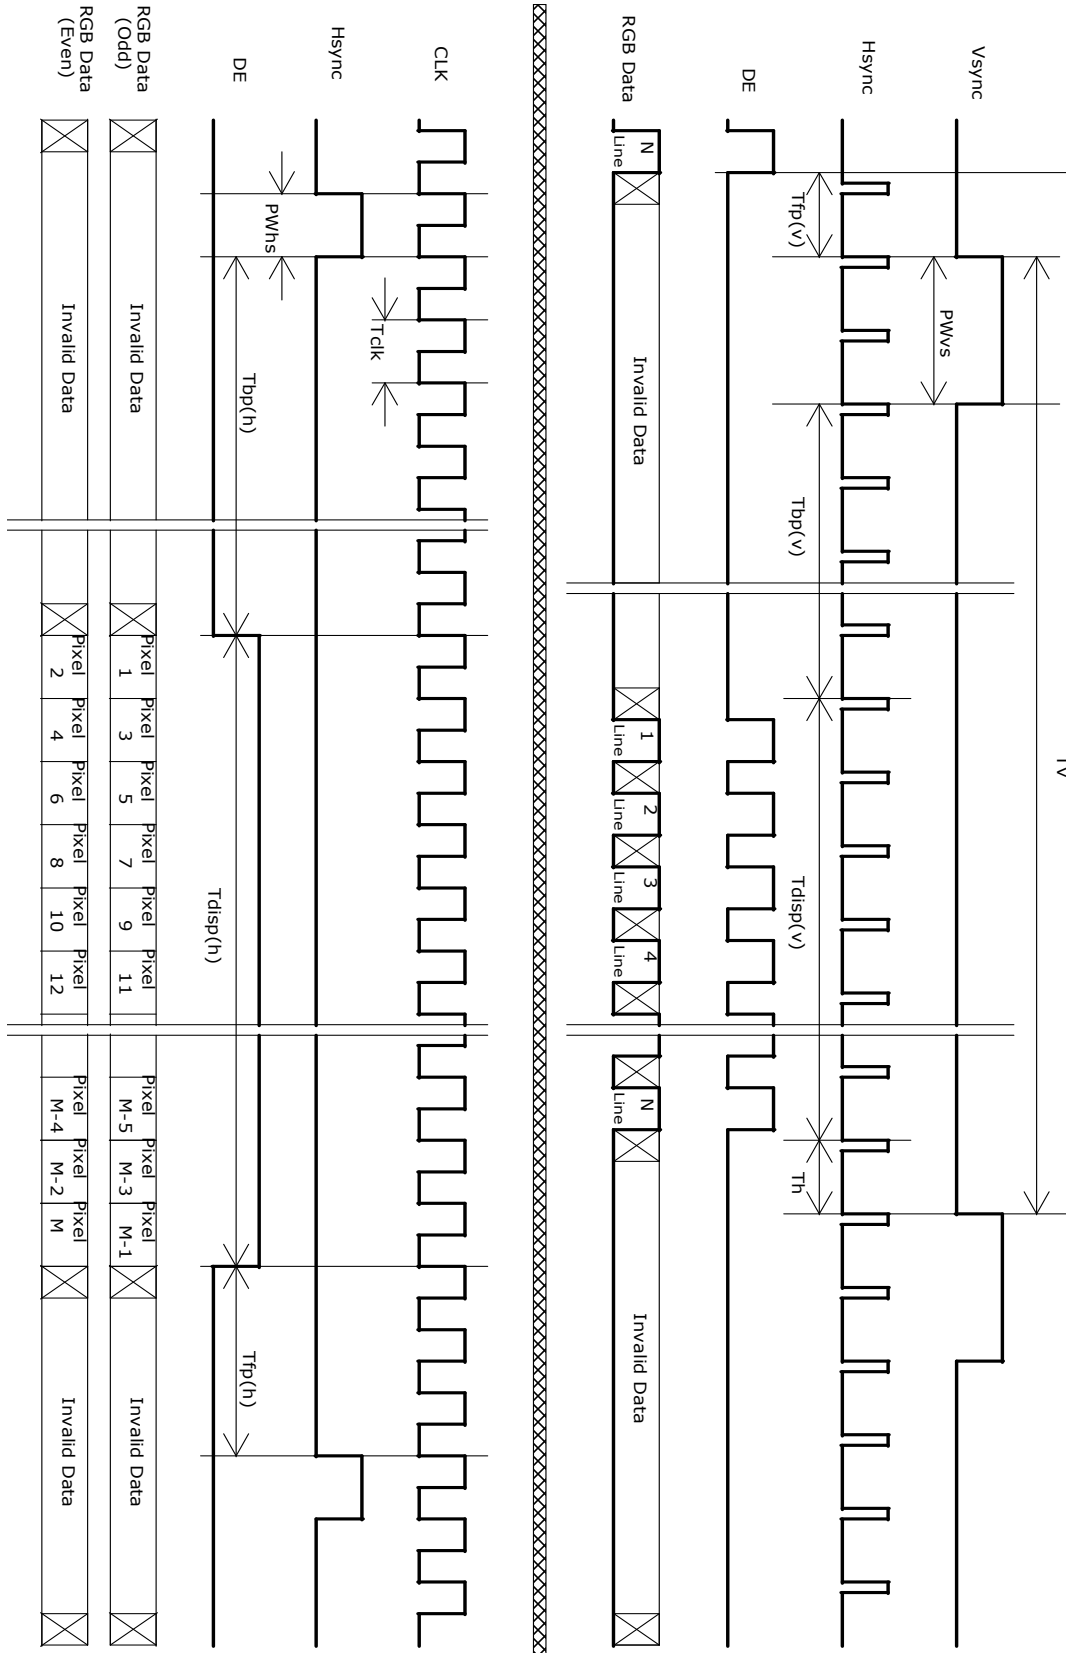 Tv
Vsync
PWvs
Hsync
Tfp(v)
Tbp(v)
Tdisp(v)
Th
DE
RGB Data
N
Line
Invalid Data
1
Line
2
Line
3
Line
4
Line
N
Line
Invalid Data
CLK
Tclk
Hsync
PWhs
DE
Tbp(h)
Tdisp(h)
Tfp(h)
RGB Data
(Odd)
Invalid Data
Pixel
1
Pixel
3
Pixel
5
Pixel
7
Pixel
9
Pixel
11
Pixel
M-5
Pixel
M-3
Pixel
M-1
Invalid Data
RGB Data
(Even)
Invalid Data
Pixel
2
Pixel
4
Pixel
6
Pixel
8
Pixel
10
Pixel
12
Pixel
M-4
Pixel
M-2
Pixel
M
Invalid Data